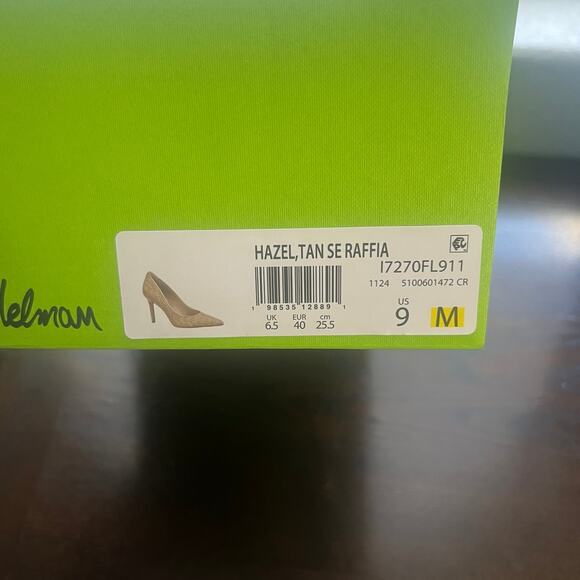 HAZEL,TAN SE RAFFIA
I7270FL911
1124 5100601472 CR
1 98535 12889 1
UK EUR cm
6.5 40 25.5
US
9 M
delman